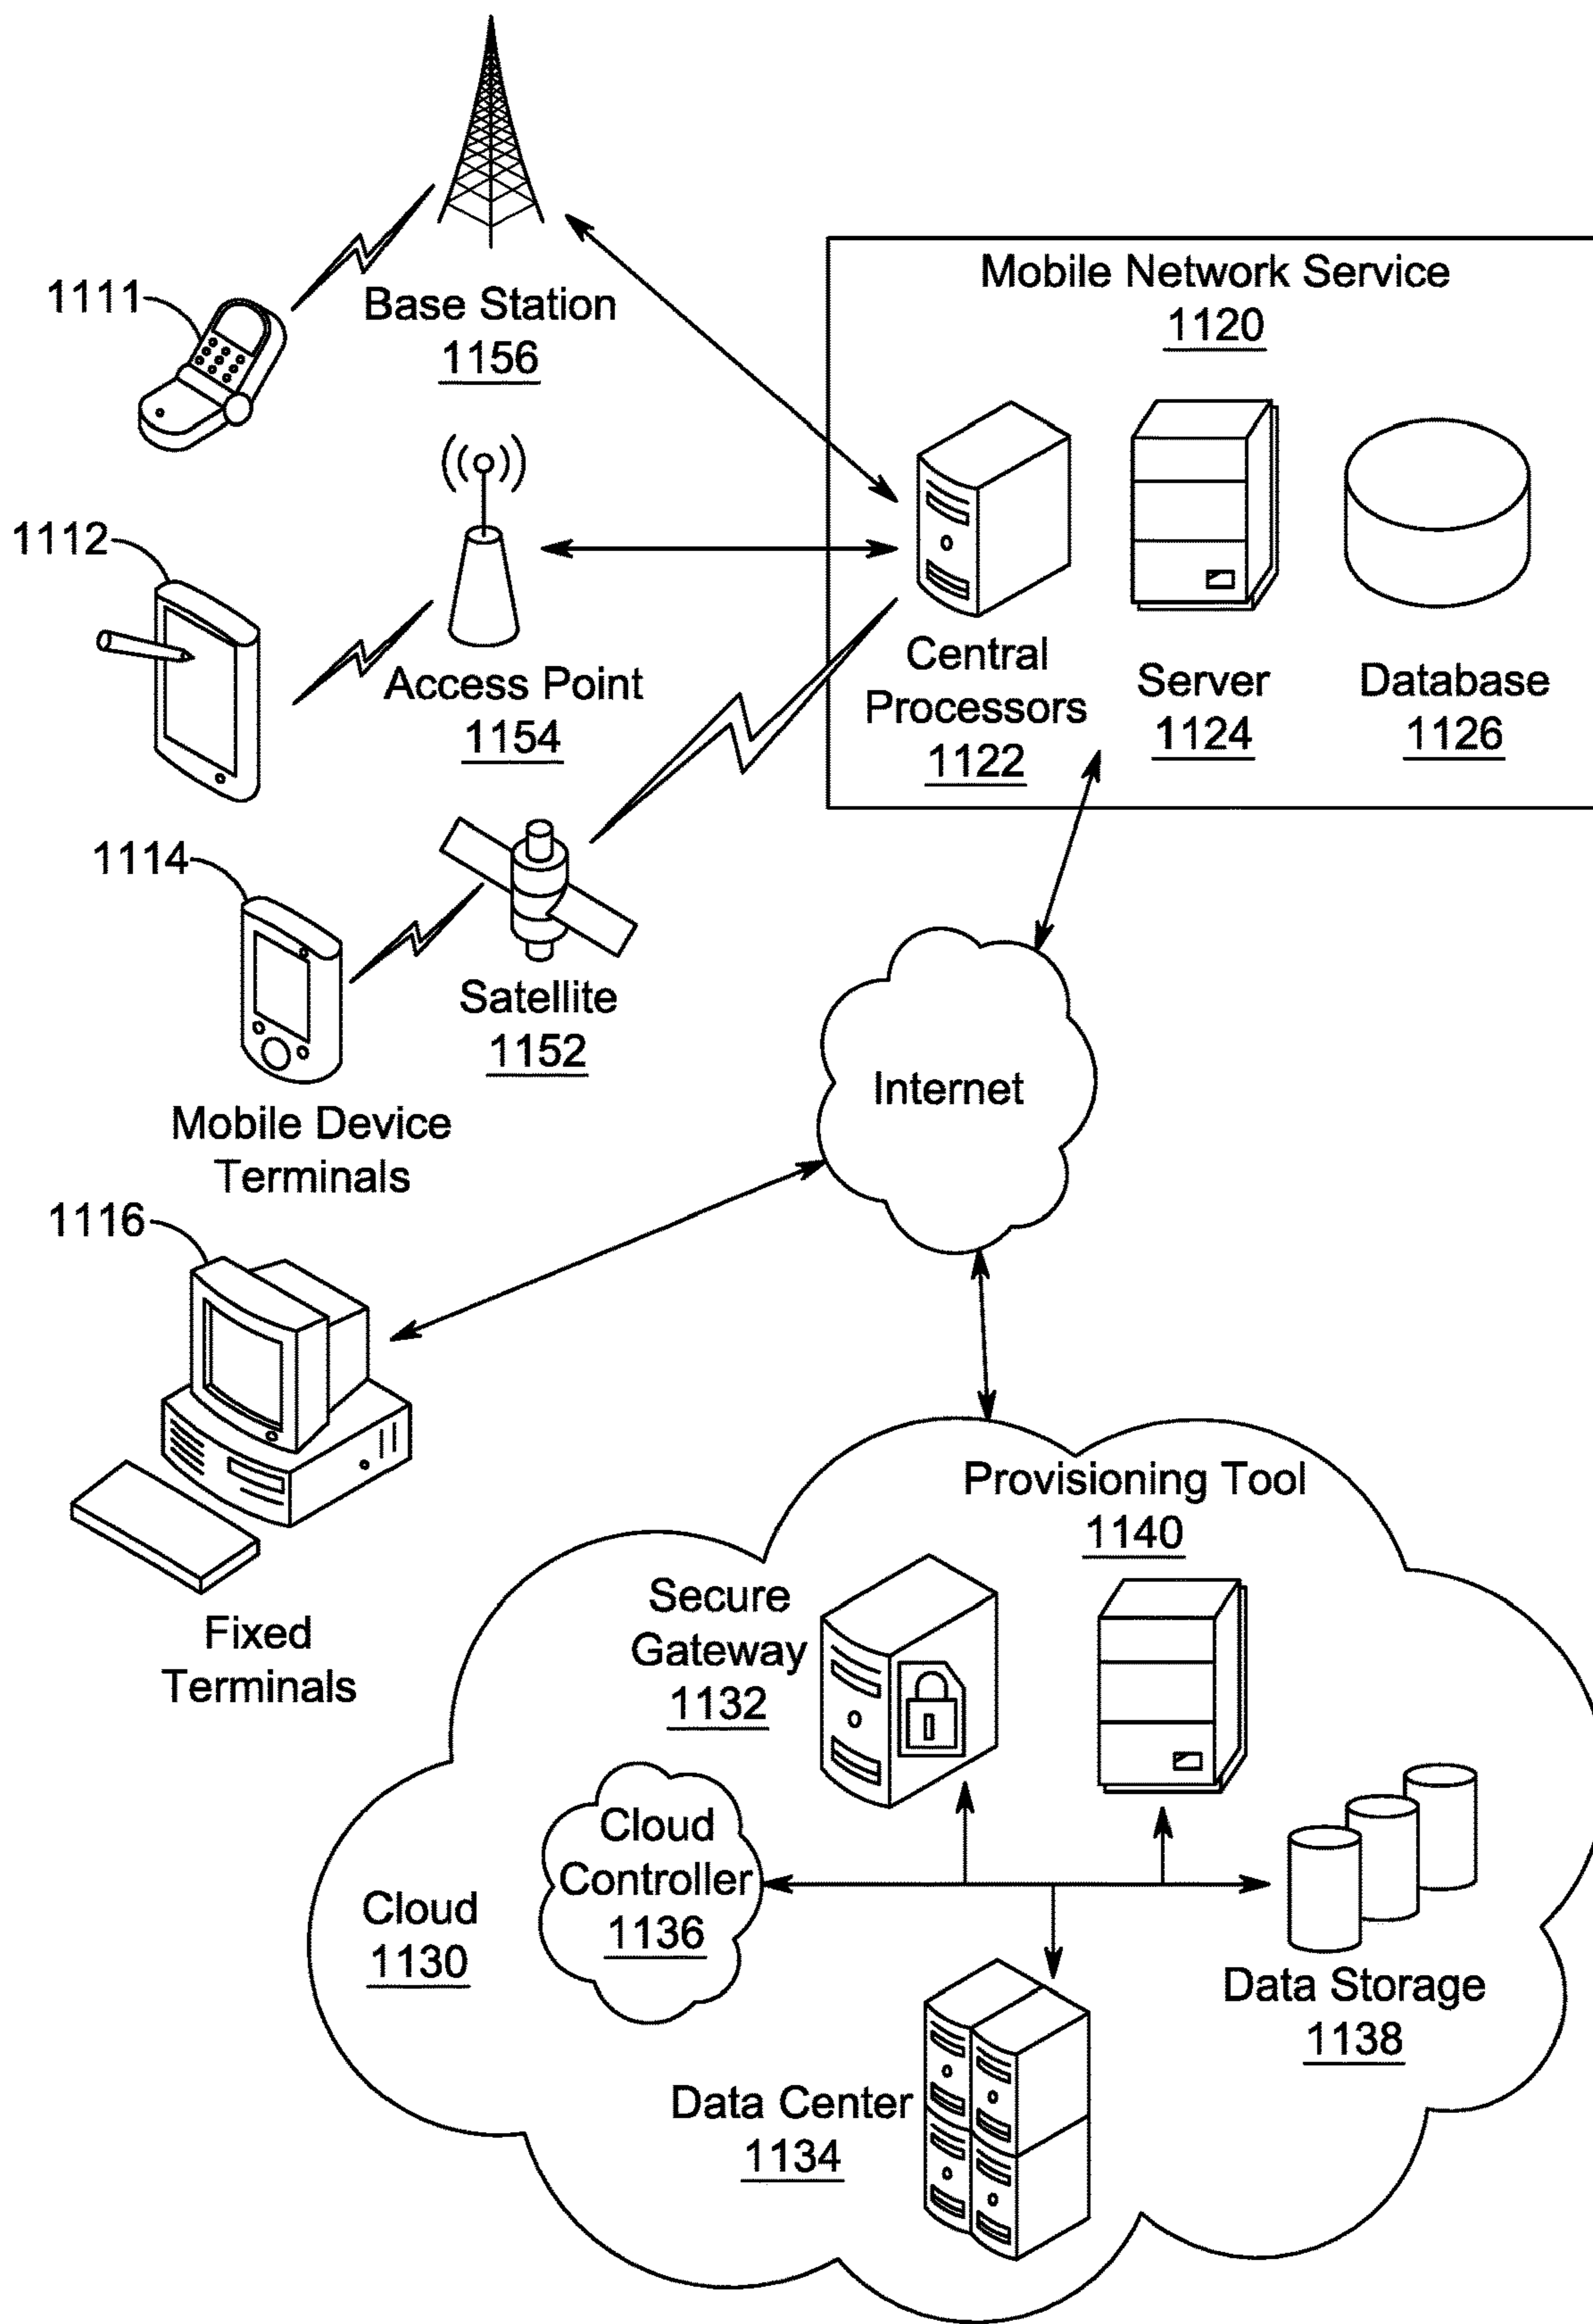 1111
Base Station
1156
Mobile Network Service
1120
1112
Access Point
1154
Central
Processors
1122
Server
1124
Database
1126
1114
Satellite
1152
Mobile Device
Terminals
Internet
1116
Fixed
Terminals
Provisioning Tool
1140
Secure
Gateway
1132
Cloud
Controller
1136
Cloud
1130
Data Storage
1138
Data Center
1134